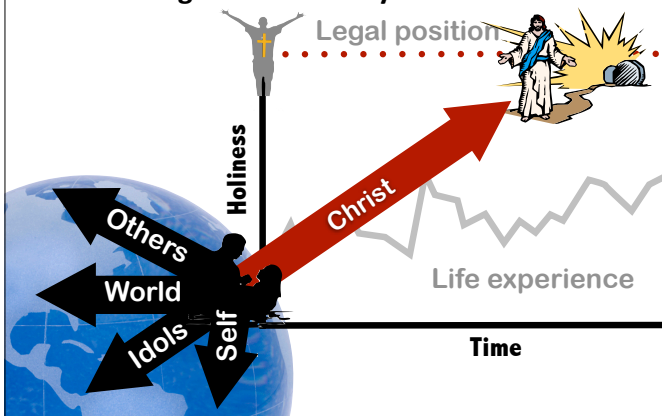 Legal position
Holiness
Christ
Others
World
Idols
Self
Life experience
Time